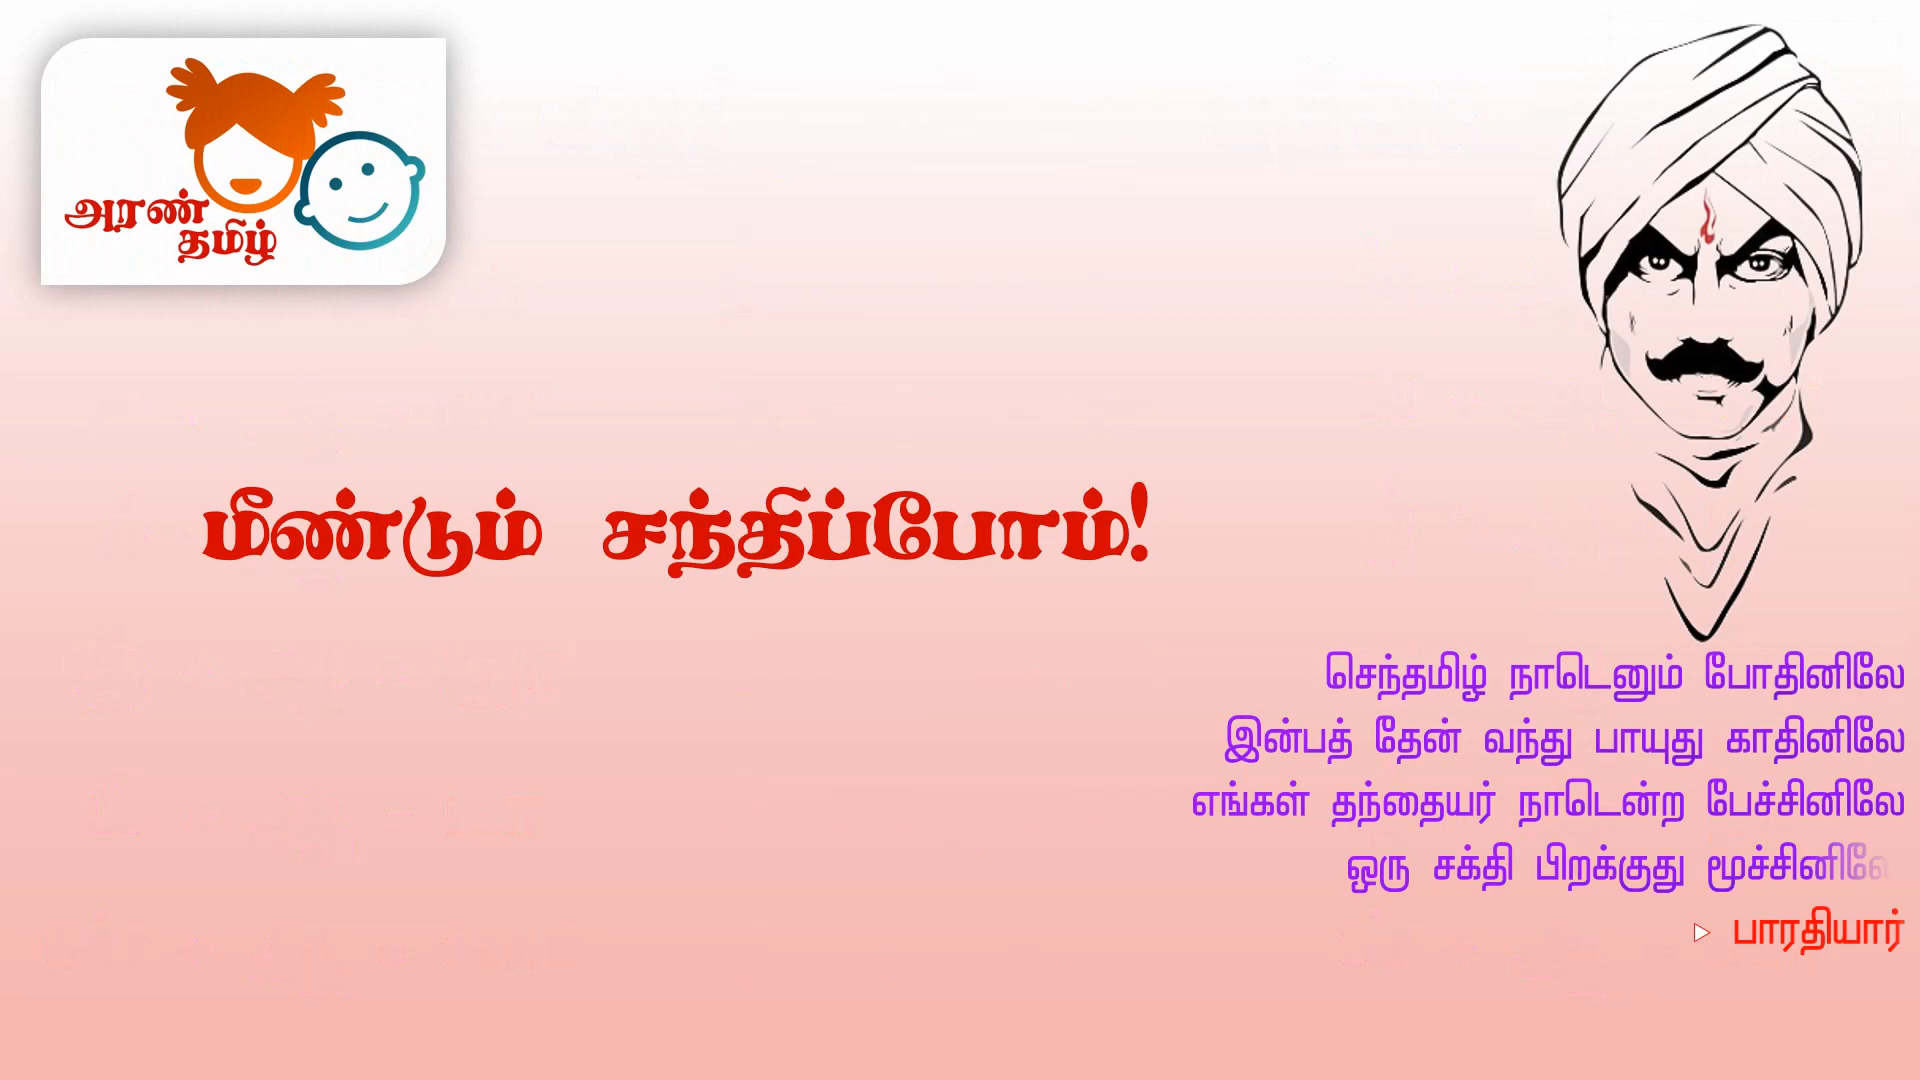 அரண்
தமிழ்
மீண்டும் சந்திப்போம்!
செந்தமிழ் நாடெனும் போதினிலே
இன்பத் தேன் வந்து பாயுது காதினிலே
எங்கள் தந்தையர் நாடென்ற பேச்சினிலே
ஒரு சக்தி பிறக்குது மூச்சினிலே
பாரதியார்